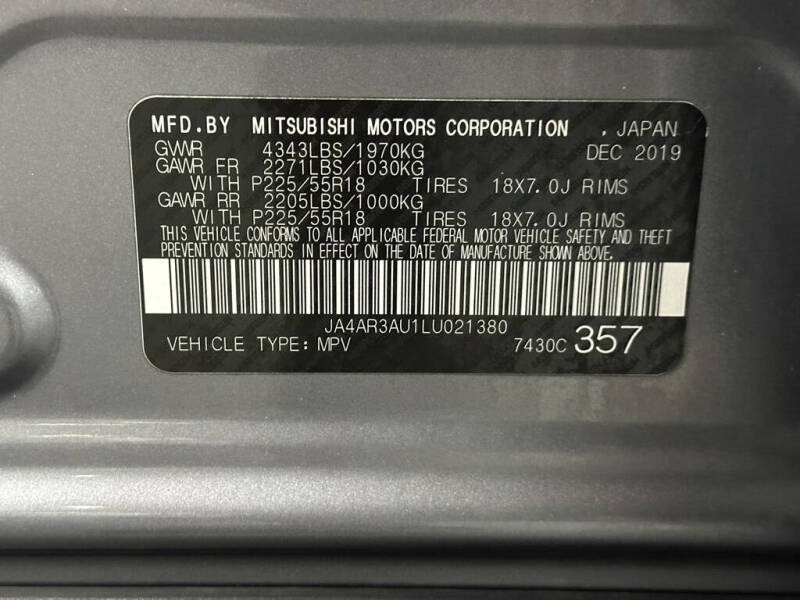 MFD.BY MITSUBISHI MOTORS CORPORATION , JAPAN
GVWR 4343LBS/1970KG DEC 2019
GAWR FR 2271LBS/1030KG
WITH P225/55R18 TIRES 18X7.0J RIMS
GAWR RR 2205LBS/1000KG
WITH P225/55R18 TIRES 18X7.0J RIMS
THIS VEHICLE CONFORMS TO ALL APPLICABLE FEDERAL MOTOR VEHICLE SAFETY AND THEFT
PREVENTION STANDARDS IN EFFECT ON THE DATE OF MANUFACTURE SHOWN ABOVE.
JA4AR3AU1LU021380
VEHICLE TYPE: MPV 7430C 357